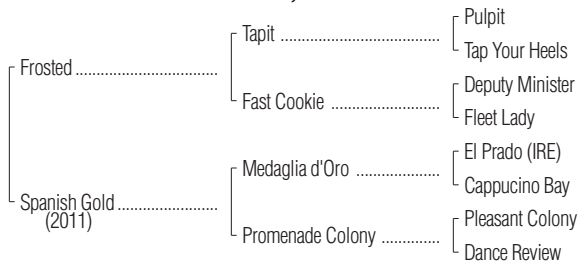 Pulpit
Tapit
Tap Your Heels
Frosted
Deputy Minister
Fast Cookie
Fleet Lady
El Prado (IRE)
Medaglia d'Oro
Cappucino Bay
Spanish Gold
(2011)
Pleasant Colony
Promenade Colony
Dance Review